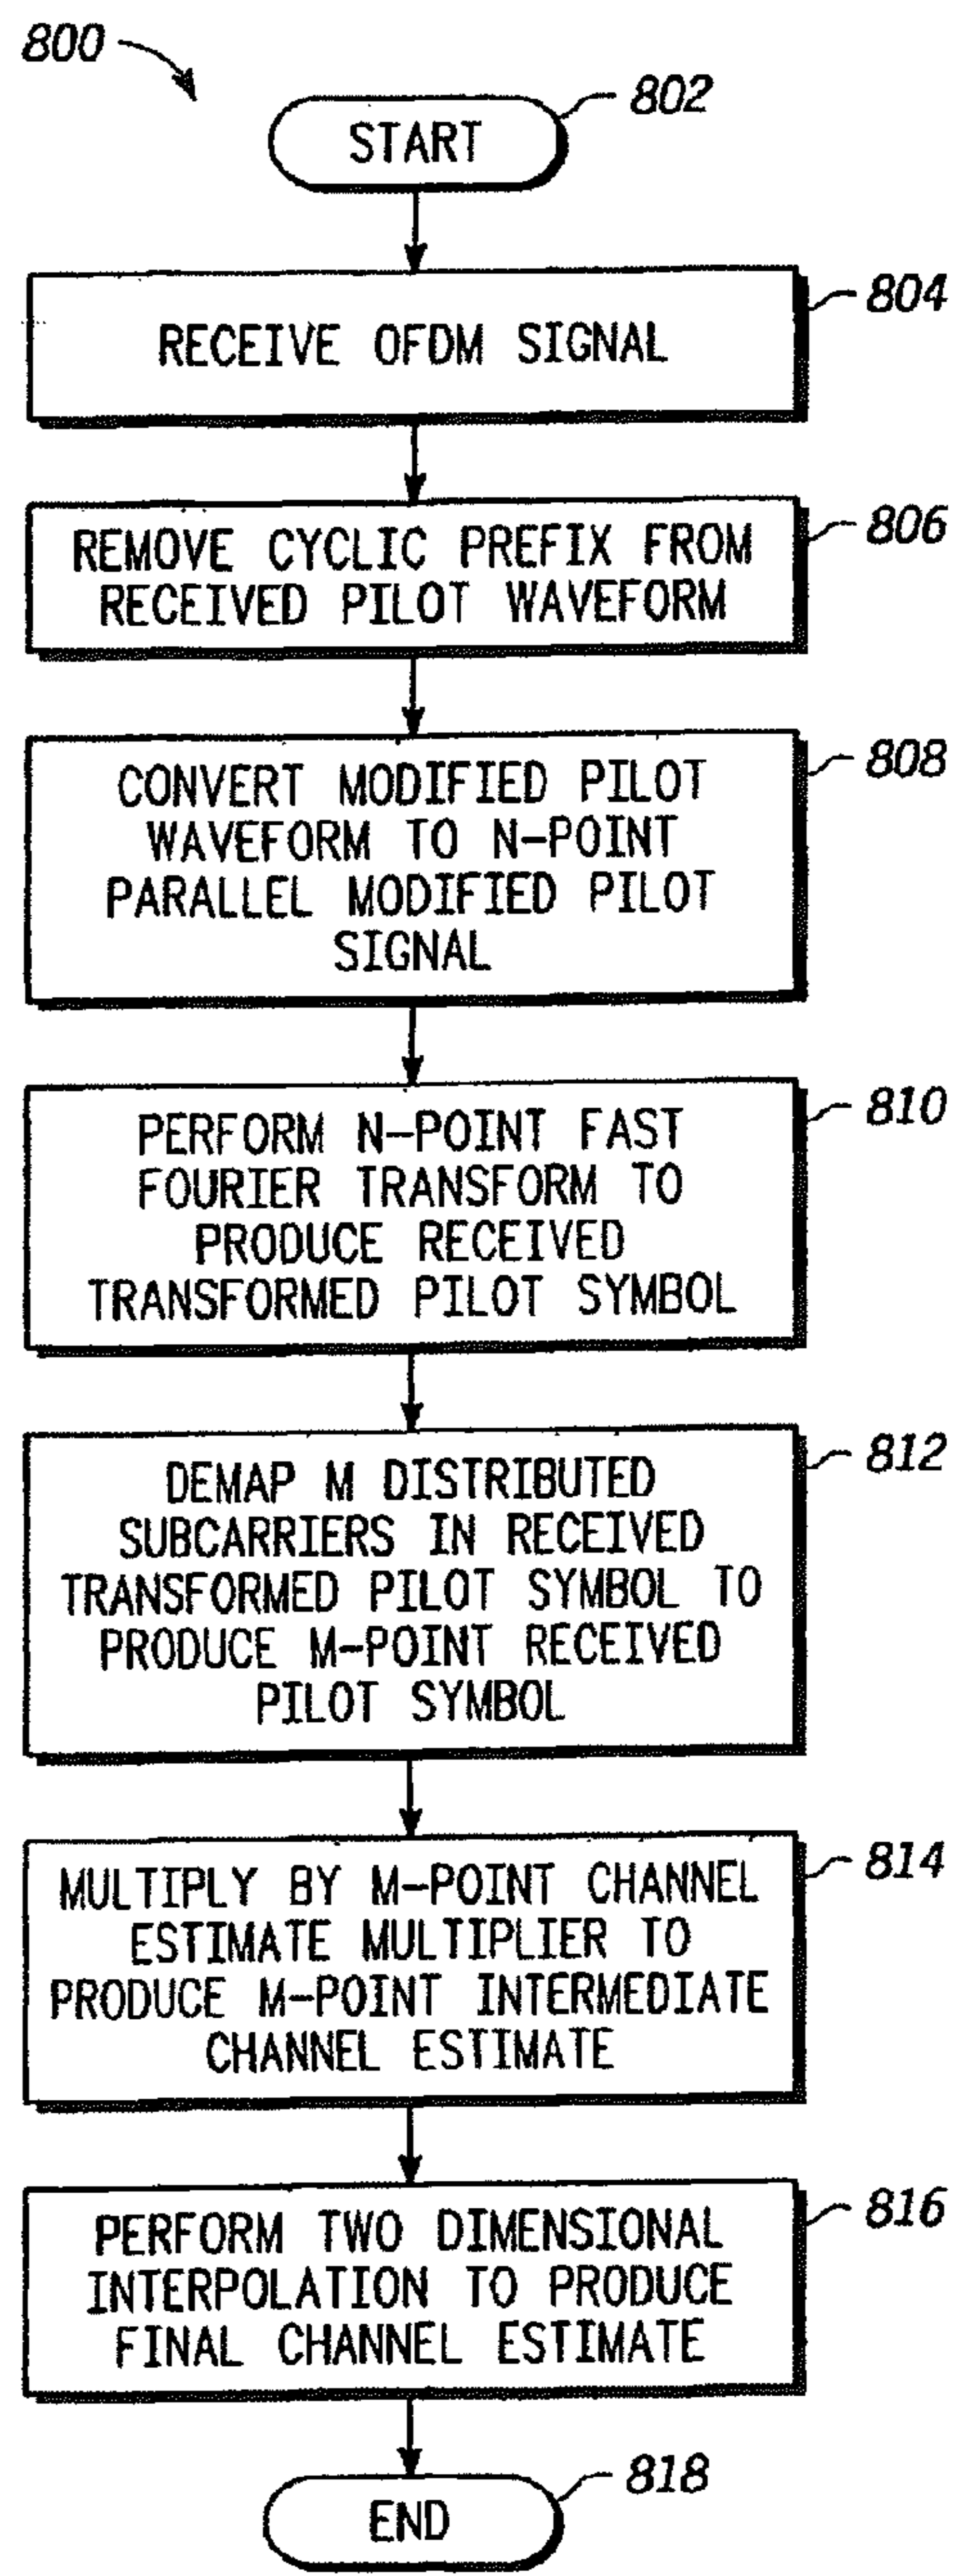 800
802
START
804
RECEIVE OFDM SIGNAL
806
REMOVE CYCLIC PREFIX FROM
RECEIVED PILOT WAVEFORM
808
CONVERT MODIFIED PILOT
WAVEFORM TO N-POINT
PARALLEL MODIFIED PILOT
SIGNAL
810
PERFORM N-POINT FAST
FOURIER TRANSFORM TO
PRODUCE RECEIVED
TRANSFORMED PILOT SYMBOL
812
DEMAP M DISTRIBUTED
SUBCARRIERS IN RECEIVED
TRANSFORMED PILOT SYMBOL TO
PRODUCE M-POINT RECEIVED
PILOT SYMBOL
814
MULTIPLY BY M-POINT CHANNEL
ESTIMATE MULTIPLIER TO
PRODUCE M-POINT INTERMEDIATE
CHANNEL ESTIMATE
816
PERFORM TWO DIMENSIONAL
INTERPOLATION TO PRODUCE
FINAL CHANNEL ESTIMATE
818
END